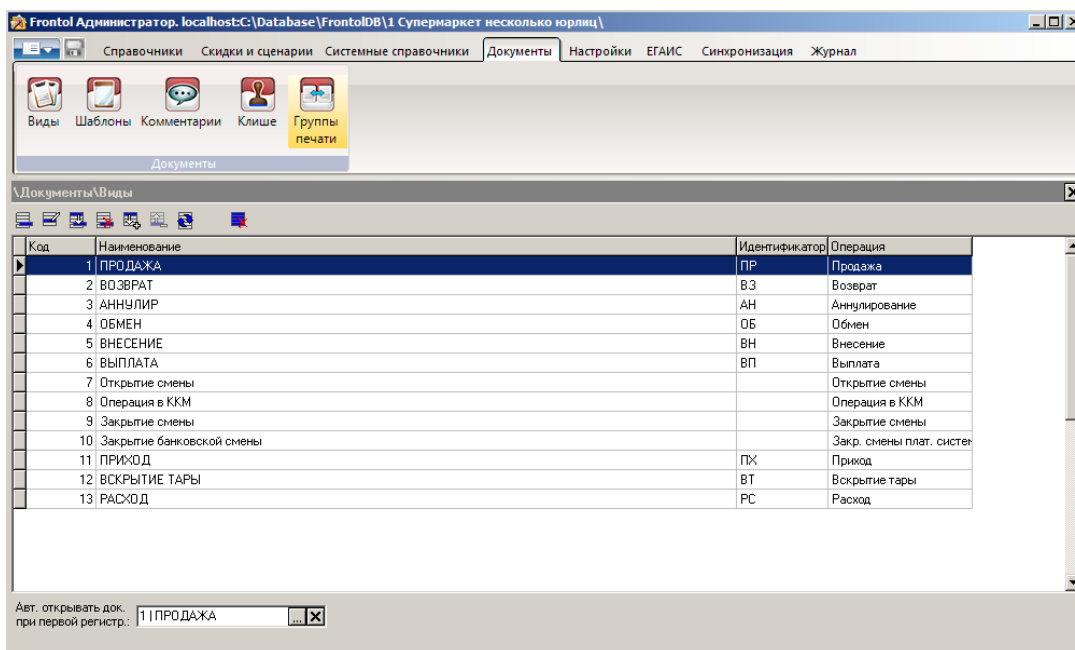 Frontol Администратор. localhost:C:\Database\FrontolDB\1 Супермаркет несколько юрлиц\
Справочники Скидки и сценарии Системные справочники Документы Настройки ЕГАИС Синхронизация Журнал
Виды Шаблоны Комментарии Клише Группы печати
Документы
\Документы\Виды
Код Наименование Идентификатор Операция
1 ПРОДАЖА ПР Продажа
2 ВОЗВРАТ ВЗ Возврат
3 АННУЛИР АН Аннулирование
4 ОБМЕН ОБ Обмен
5 ВНЕСЕНИЕ ВН Внесение
6 ВЫПЛАТА ВП Выплата
7 Открытие смены Открытие смены
8 Операция в ККМ Операция в ККМ
9 Закрытие смены Закрытие смены
10 Закрытие банковской смены Закр. смены плат. систем
11 ПРИХОД ПХ Приход
12 ВСКРЫТИЕ ТАРЫ ВТ Вскрытие тары
13 РАСХОД РС Расход
Авт. открывать док.
при первой регистр.: 1 | ПРОДАЖА ...